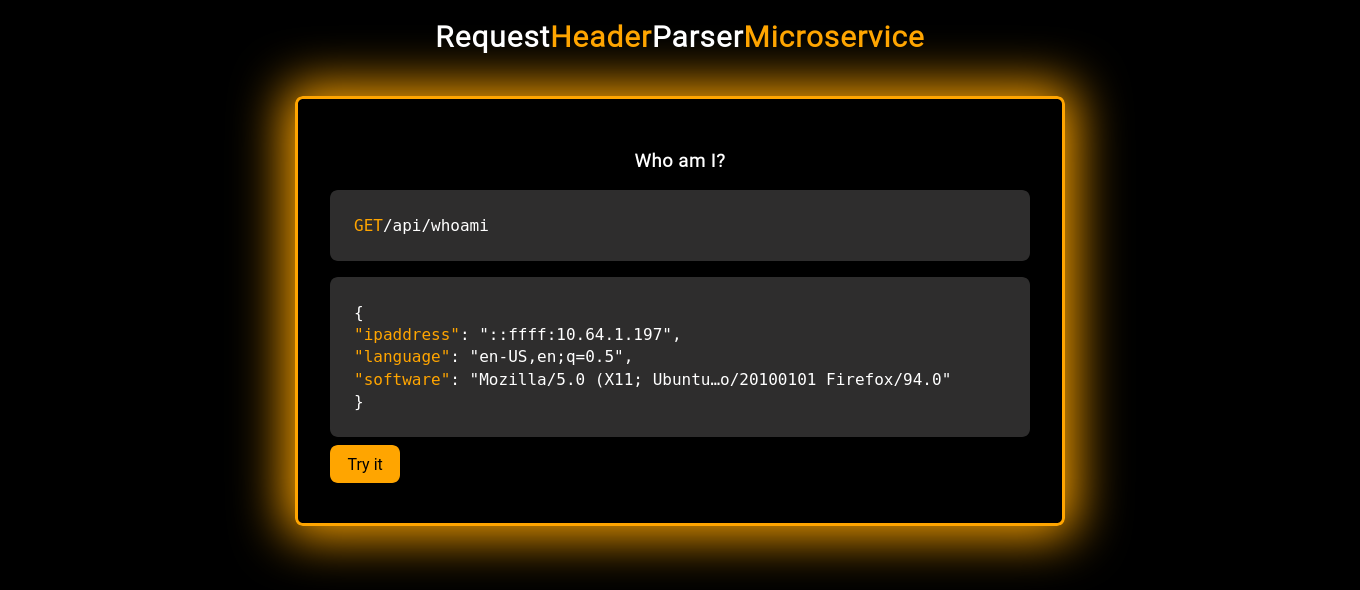 RequestHeaderParserMicroservice
Who am I?
GET/api/whoami
{
"ipaddress": "::ffff:10.64.1.197",
"language": "en-US,en;q=0.5",
"software": "Mozilla/5.0 (X11; Ubuntu…o/20100101 Firefox/94.0"
}
Try it